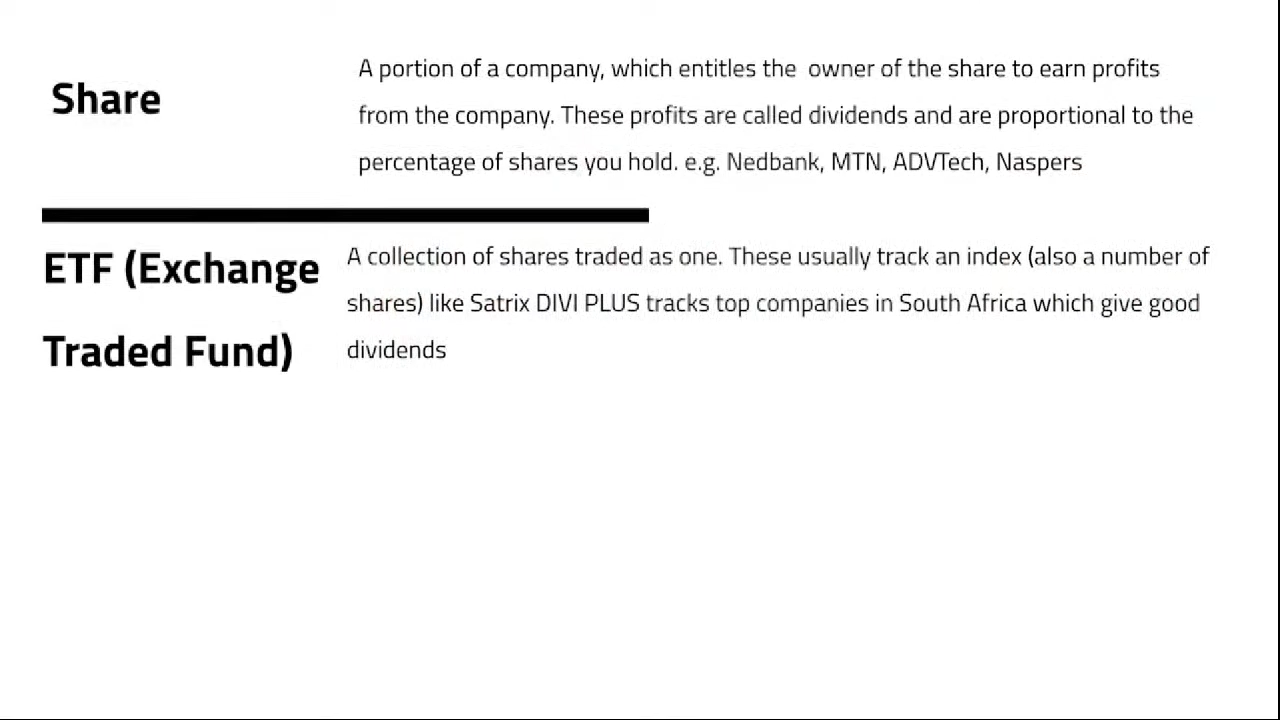 Share
A portion of a company, which entitles the owner of the share to earn profits
from the company. These profits are called dividends and are proportional to the
percentage of shares you hold. e.g. Nedbank, MTN, ADVTech, Naspers
ETF (Exchange
Traded Fund)
A collection of shares traded as one. These usually track an index (also a number of
shares) like Satrix DIVI PLUS tracks top companies in South Africa which give good
dividends